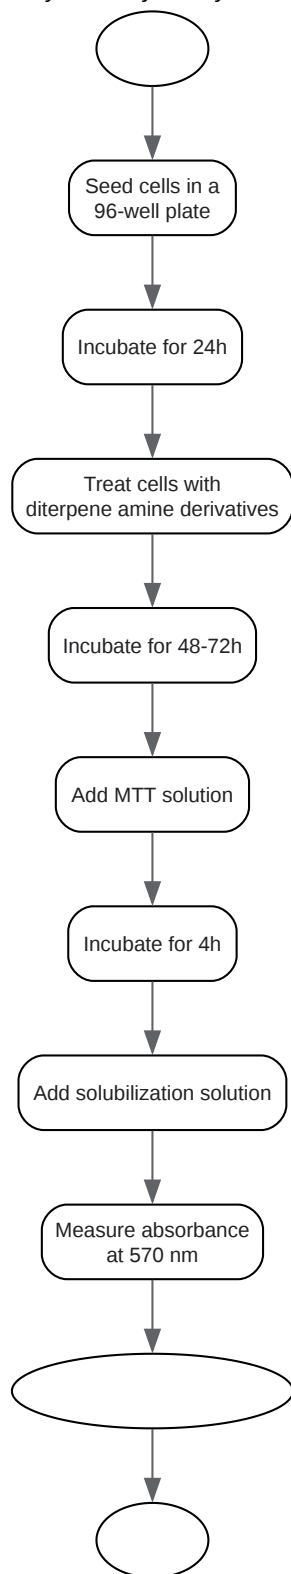 Seed cells in a
96-well plate
Incubate for 24h
Treat cells with
diterpene amine derivatives
Incubate for 48-72h
Add MTT solution
Incubate for 4h
Add solubilization solution
Measure absorbance
at 570 nm